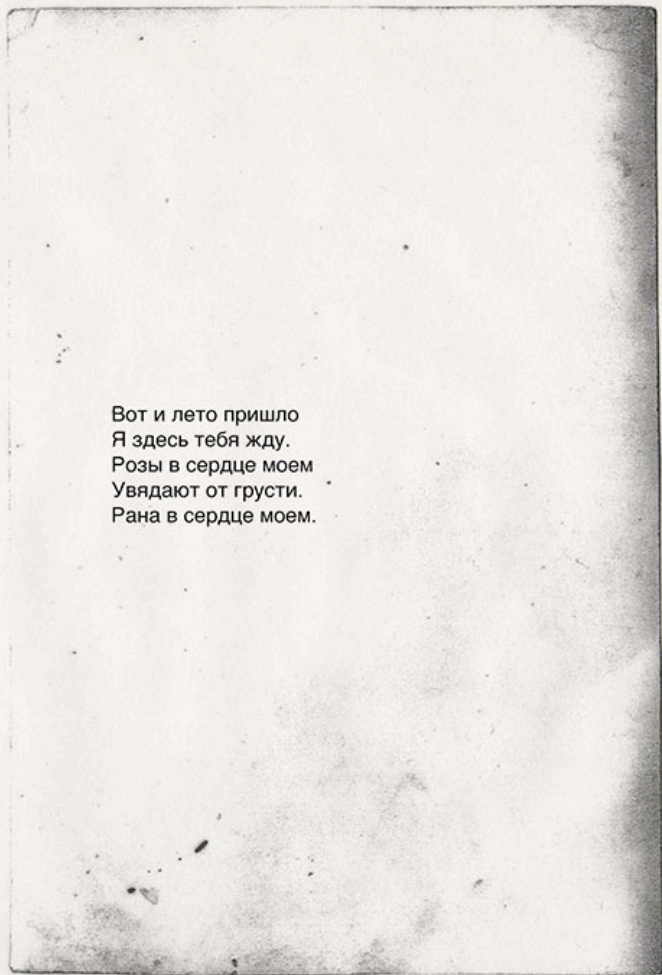 Вот и лето пришло
Я здесь тебя жду.
Розы в сердце моем
Увядают от грусти.
Рана в сердце моем.